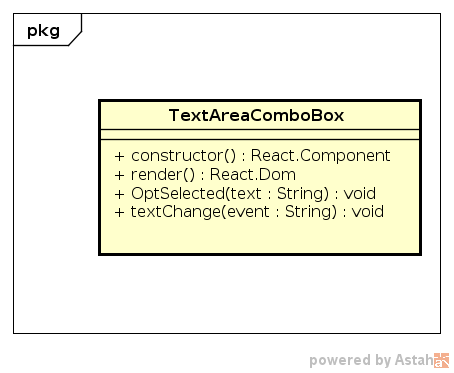 pkg
TextAreaComboBox
+ constructor() : React.Component
+ render() : React.Dom
+ OptSelected(text : String) : void
+ textChange(event : String) : void
powered by Astah